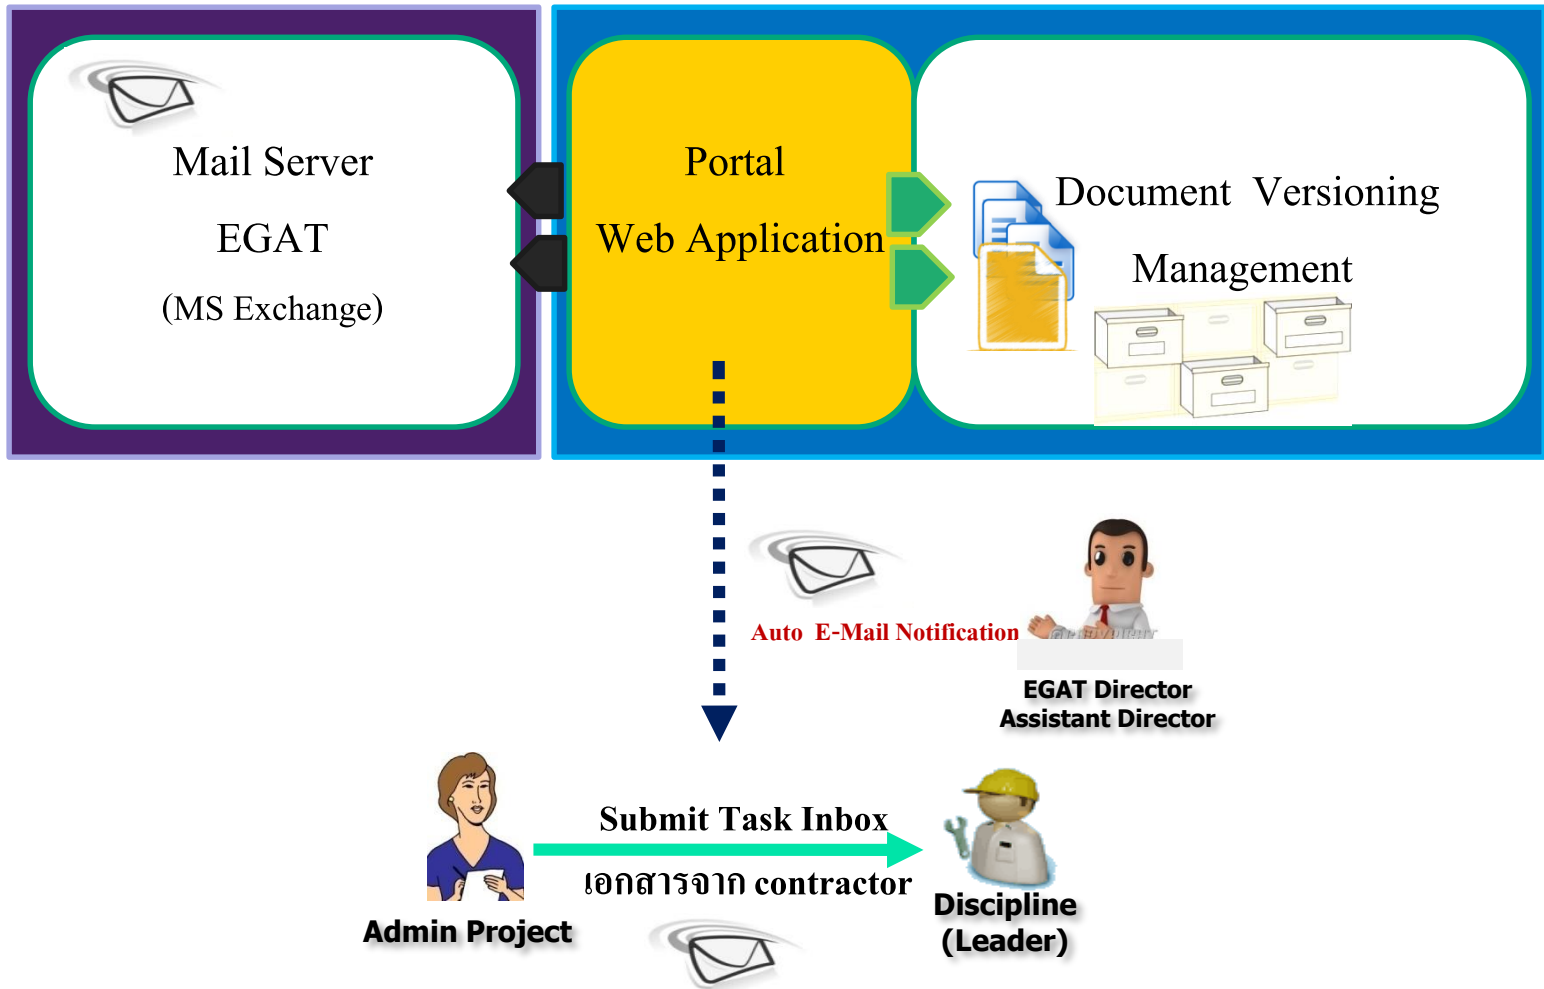 Mail Server
EGAT
(MS Exchange)
Portal
Web Application
Document Versioning
Management
Auto E-Mail Notification
EGAT Director
Assistant Director
Submit Task Inbox
เอกสารจาก contractor
Admin Project
Discipline
(Leader)